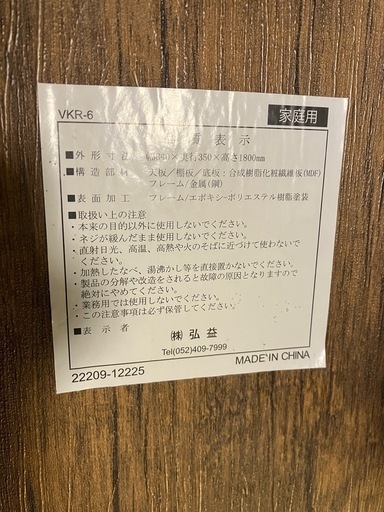 VKR-6 家庭用
品 質 表 示
■外形寸法 ×奥行350×高さ1800mm
■構造部材 天板/棚板/底板:合成樹脂化粧繊維板(MDF)
フレーム/金属(鋼)
■表面加工 フレーム/エポキシ-ポリエステル樹脂塗装
■取扱い上の注意
・本来の目的以外に使用しないでください。
・ネジが緩んだまま使用しないでください。
・直射日光、高温、高熱や火のそばに近づけて使わないで
ください。
・加熱したなべ、湯沸かし等を直接置かないでください。
・製品の分解や改造をされると故障の原因となりますので
絶対にやめてください。
・業務用では使用しないでください。
・この注意事項は必ず保管してください。
■表示者 ㈱ 弘益
Tel(052)409-7999
22209-12225 MADE IN CHINA